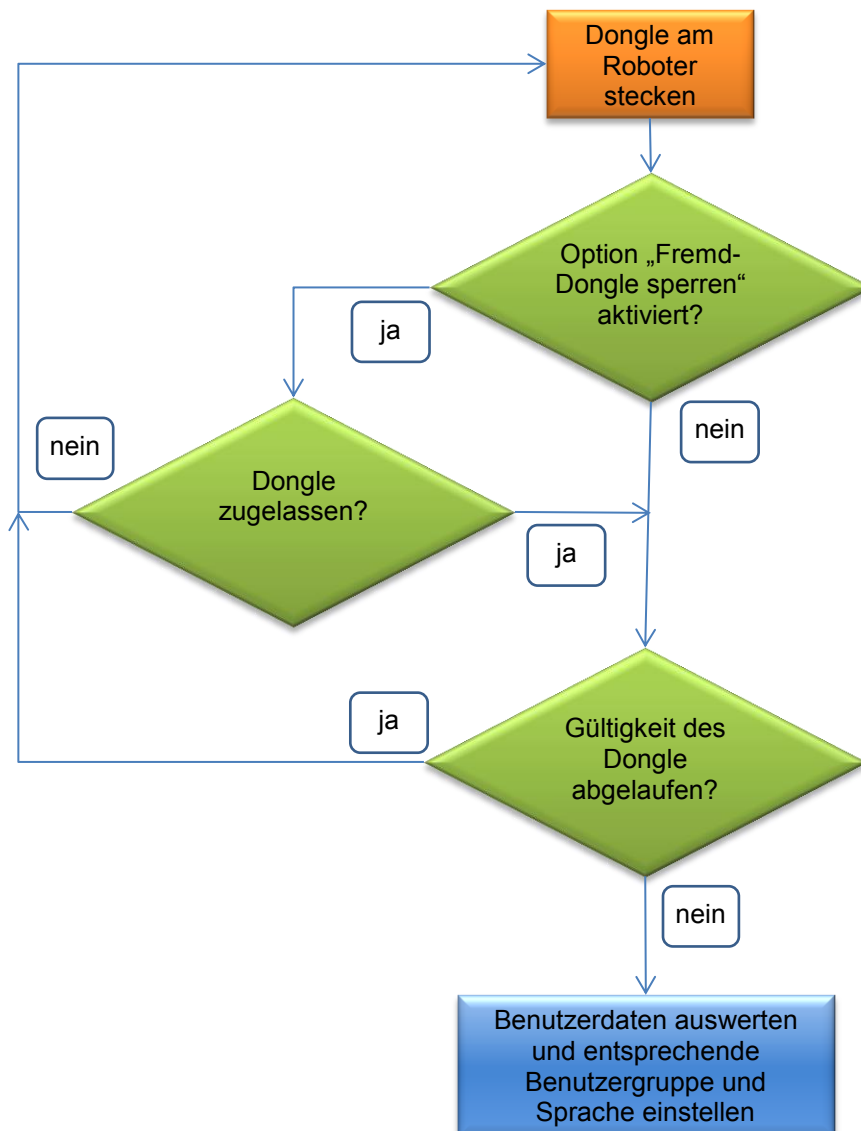 Dongle am
Roboter
stecken
Option „Fremd-
Dongle sperren“
aktiviert?
ja
nein
nein
Dongle
zugelassen?
ja
ja
Gültigkeit des
Dongle
abgelaufen?
nein
Benutzerdaten auswerten
und entsprechende
Benutzergruppe und
Sprache einstellen